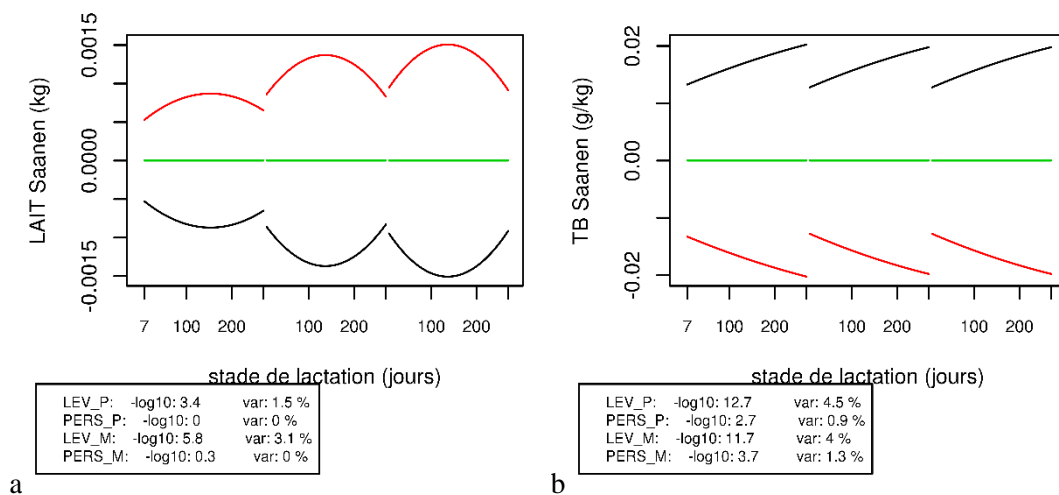 LAIT Saanen (kg)
0.0015
0.0000
-0.0015
7 100 200 100 200 100 200
stade de lactation (jours)
LEV_P: -log10: 3.4 var: 1.5 %
PERS_P: -log10: 0 var: 0 %
LEV_M: -log10: 5.8 var: 3.1 %
PERS_M: -log10: 0.3 var: 0 %
a
TB Saanen (g/kg)
0.02
0.00
-0.02
7 100 200 100 200 100 200
stade de lactation (jours)
LEV_P: -log10: 12.7 var: 4.5 %
PERS_P: -log10: 2.7 var: 0.9 %
LEV_M: -log10: 11.7 var: 4 %
PERS_M: -log10: 3.7 var: 1.3 %
b